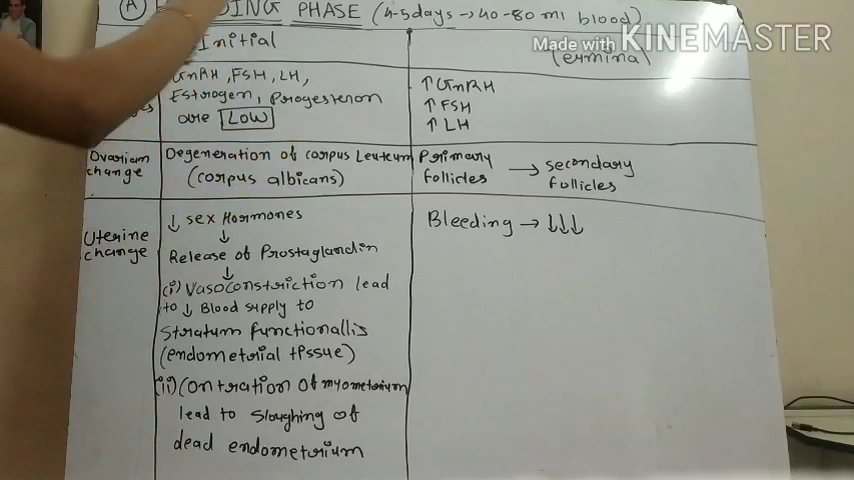 (A) DING PHASE (4-5days → 40-80 ml blood)
Initial
Terminal
Made with KINEMASTER
GnRH, FSH, LH,
Estrogen, Progesteron
are LOW
↑ GnRH
↑ FSH
↑ LH
Ovarian
change
Degeneration of corpus Leuteum
(corpus albicans)
Primary
follicles
→ secondary
follicles
Uterine
change
↓ sex Hormones
↓
Release of Prostaglandin
↓
(i) Vasoconstriction lead
to ↓ Blood supply to
Stratum functionallis
(endometrial tissue)
(ii) Contration of myometrium
lead to sloughing of
dead endometrium
Bleeding → ↓↓↓